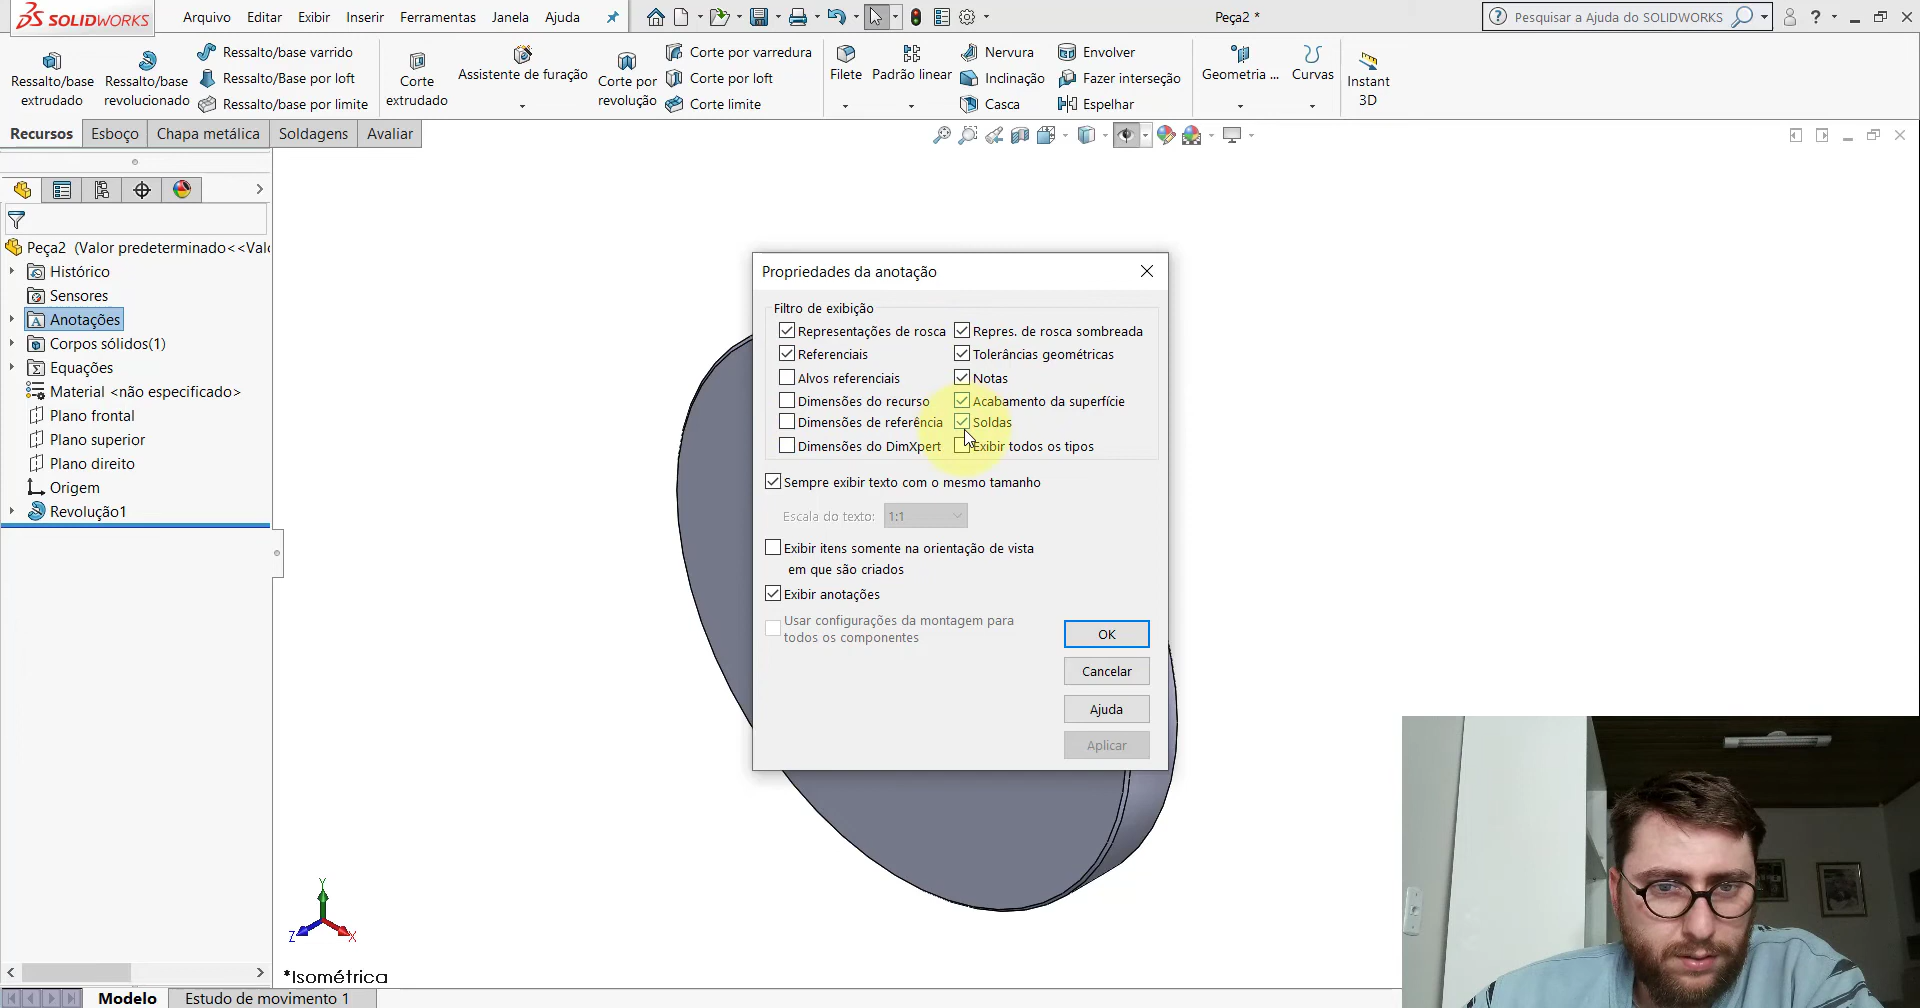 SOLIDWORKS Arquivo Editar Exibir Inserir Ferramentas Janela Ajuda Peça2 * Pesquisar a Ajuda do SOLIDWORKS
Ressalto/base extrudado
Ressalto/base revolucionado
Ressalto/base varrido
Ressalto/Base por loft
Ressalto/base por limite
Corte extrudado
Assistente de furação
Corte por revolução
Corte por varredura
Corte por loft
Corte limite
Filete
Padrão linear
Nervura
Inclinação
Casca
Envolver
Fazer interseção
Espelhar
Geometria ...
Curvas
Instant 3D
Recursos Esboço Chapa metálica Soldagens Avaliar
Peça2 (Valor predeterminado<<Valo
Histórico
Sensores
Anotações
Corpos sólidos(1)
Equações
Material <não especificado>
Plano frontal
Plano superior
Plano direito
Origem
Revolução1
Propriedades da anotação
Filtro de exibição
Representações de rosca Repres. de rosca sombreada
Referenciais Tolerâncias geométricas
Alvos referenciais Notas
Dimensões do recurso Acabamento da superfície
Dimensões de referência Soldas
Dimensões do DimXpert Exibir todos os tipos
Sempre exibir texto com o mesmo tamanho
Escala do texto: 1:1
Exibir itens somente na orientação de vista
em que são criados
Exibir anotações
Usar configurações da montagem para
todos os componentes
OK
Cancelar
Ajuda
Aplicar
Y
Z X
*Isométrica
Modelo Estudo de movimento 1